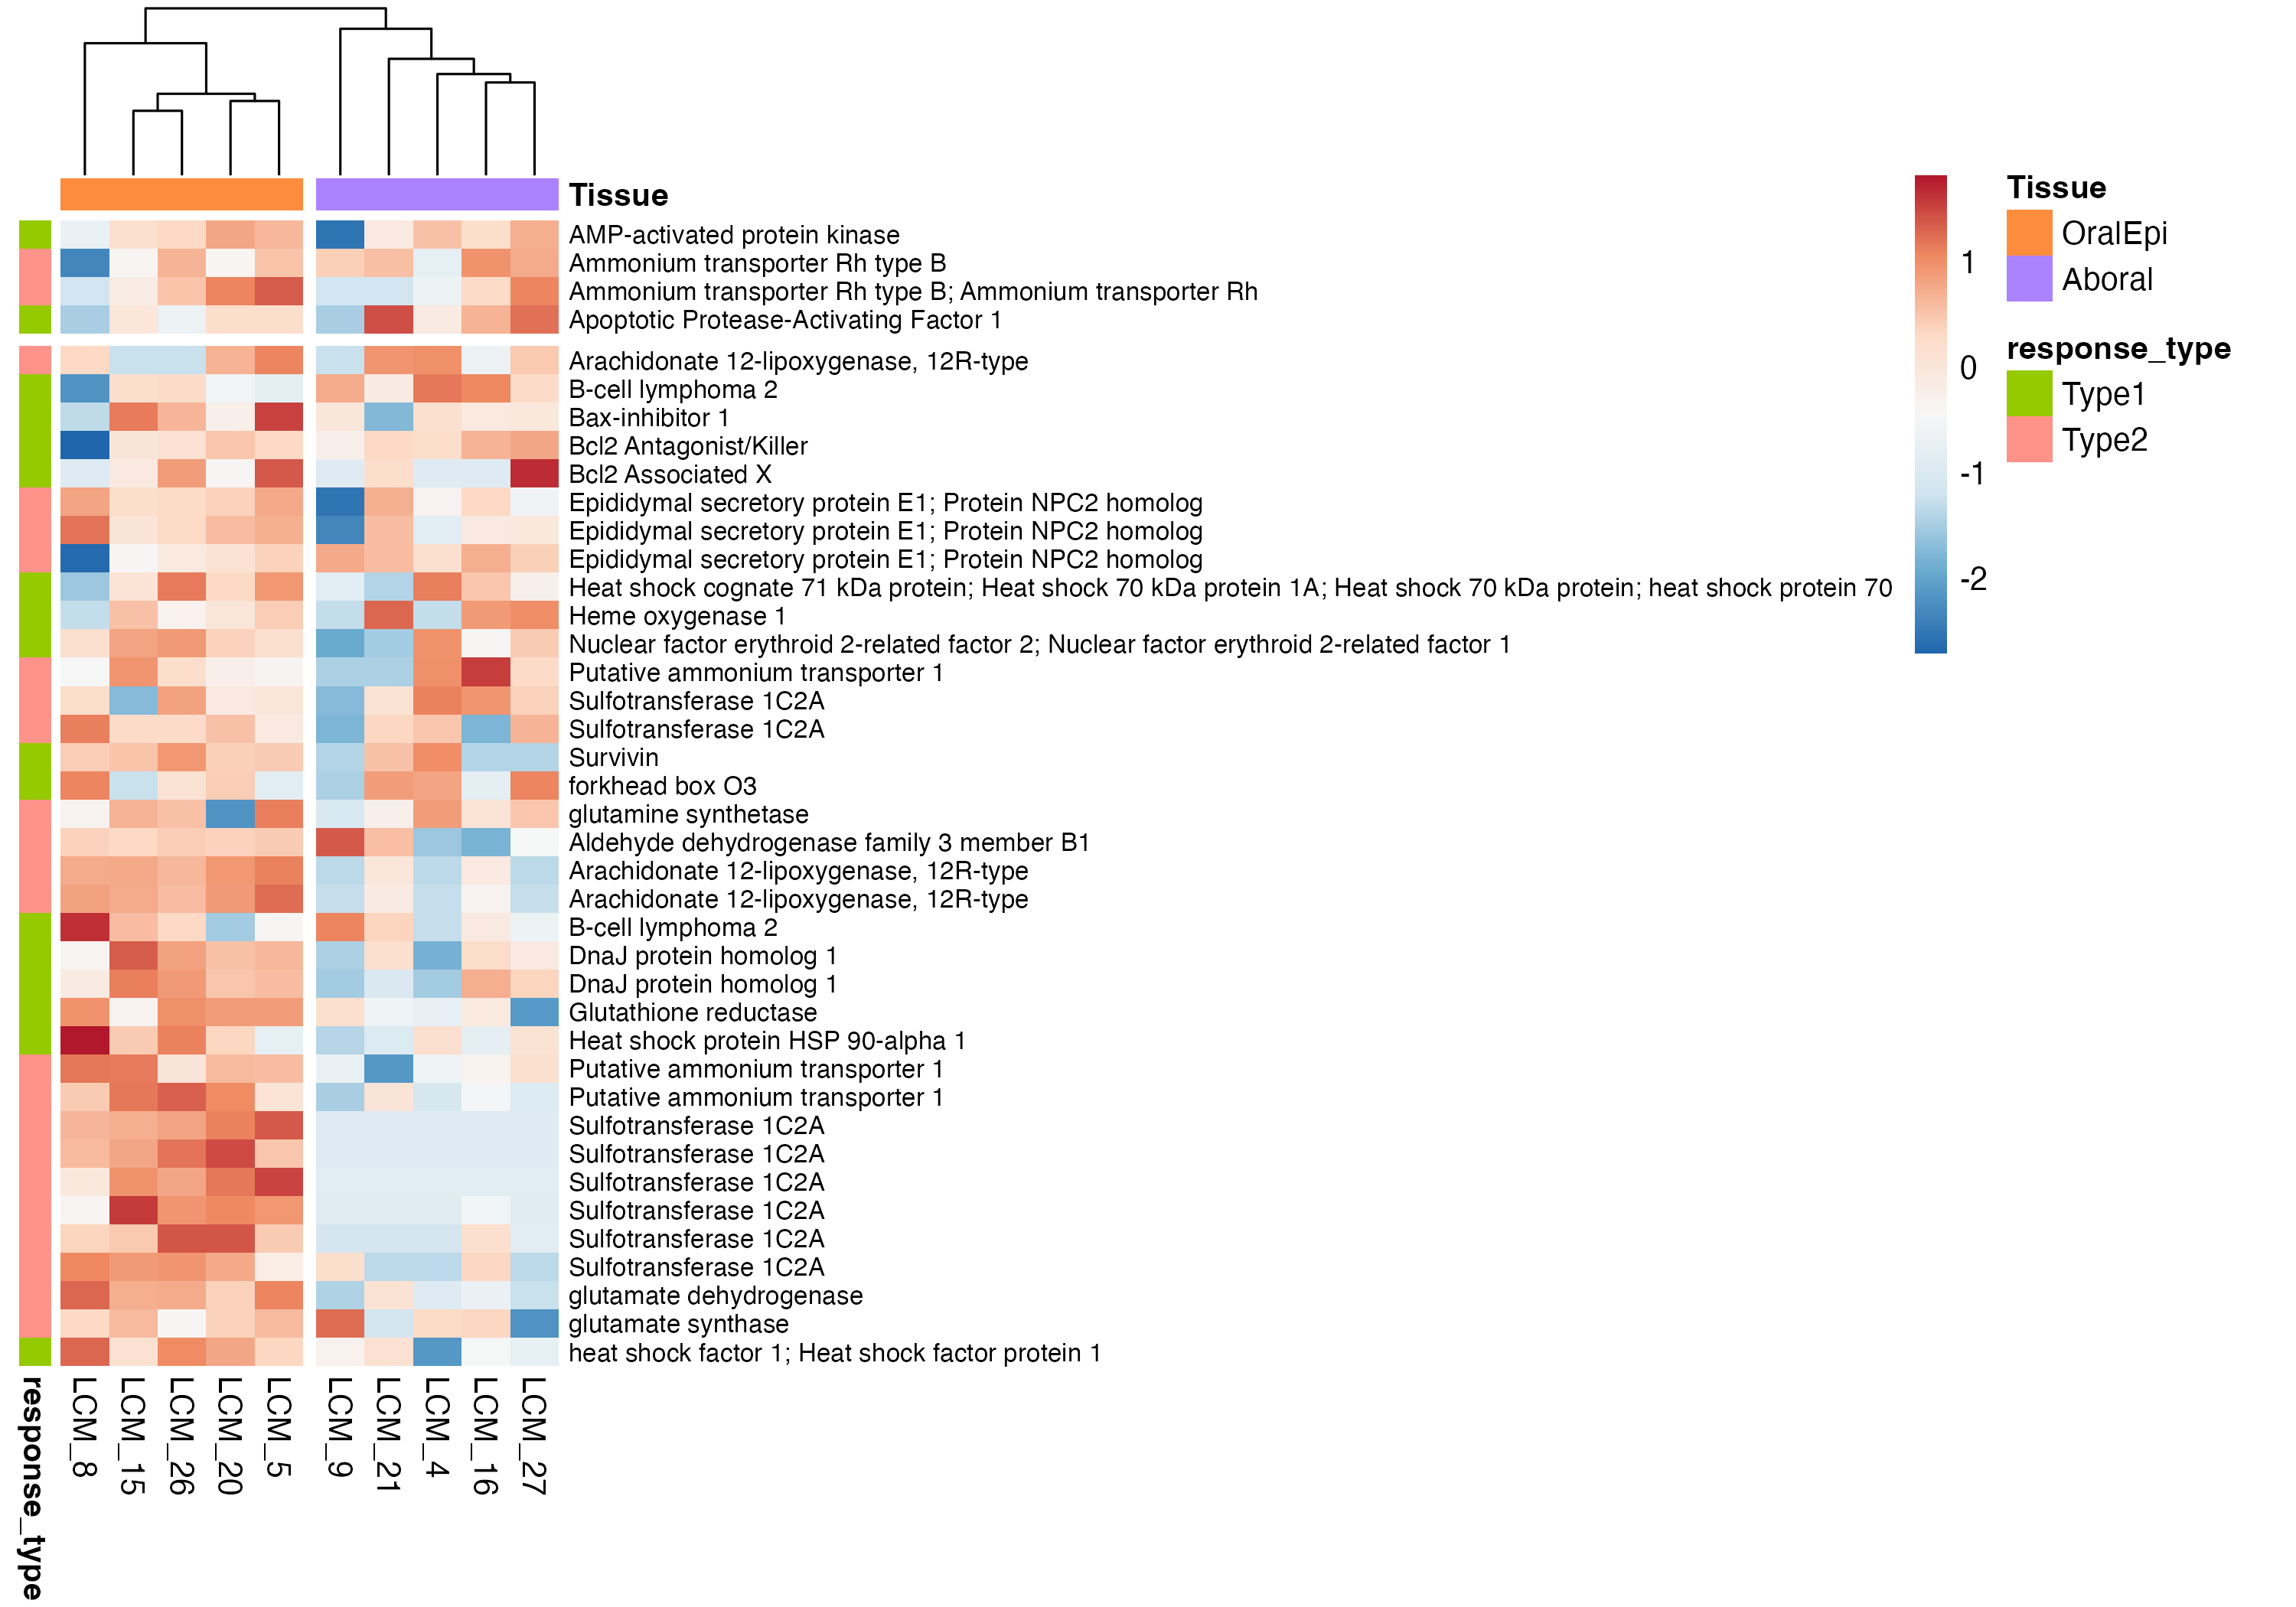 Tissue
AMP-activated protein kinase
Ammonium transporter Rh type B
Ammonium transporter Rh type B; Ammonium transporter Rh
Apoptotic Protease-Activating Factor 1
Arachidonate 12-lipoxygenase, 12R-type
B-cell lymphoma 2
Bax-inhibitor 1
Bcl2 Antagonist/Killer
Bcl2 Associated X
Epididymal secretory protein E1; Protein NPC2 homolog
Epididymal secretory protein E1; Protein NPC2 homolog
Epididymal secretory protein E1; Protein NPC2 homolog
Heat shock cognate 71 kDa protein; Heat shock 70 kDa protein 1A; Heat shock 70 kDa protein; heat shock protein 70
Heme oxygenase 1
Nuclear factor erythroid 2-related factor 2; Nuclear factor erythroid 2-related factor 1
Putative ammonium transporter 1
Sulfotransferase 1C2A
Sulfotransferase 1C2A
Survivin
forkhead box O3
glutamine synthetase
Aldehyde dehydrogenase family 3 member B1
Arachidonate 12-lipoxygenase, 12R-type
Arachidonate 12-lipoxygenase, 12R-type
B-cell lymphoma 2
DnaJ protein homolog 1
DnaJ protein homolog 1
Glutathione reductase
Heat shock protein HSP 90-alpha 1
Putative ammonium transporter 1
Putative ammonium transporter 1
Sulfotransferase 1C2A
Sulfotransferase 1C2A
Sulfotransferase 1C2A
Sulfotransferase 1C2A
Sulfotransferase 1C2A
Sulfotransferase 1C2A
glutamate dehydrogenase
glutamate synthase
heat shock factor 1; Heat shock factor protein 1
response_type
LCM_8
LCM_15
LCM_26
LCM_20
LCM_5
LCM_9
LCM_21
LCM_4
LCM_16
LCM_27
1
0
-1
-2
Tissue
OralEpi
Aboral
response_type
Type1
Type2